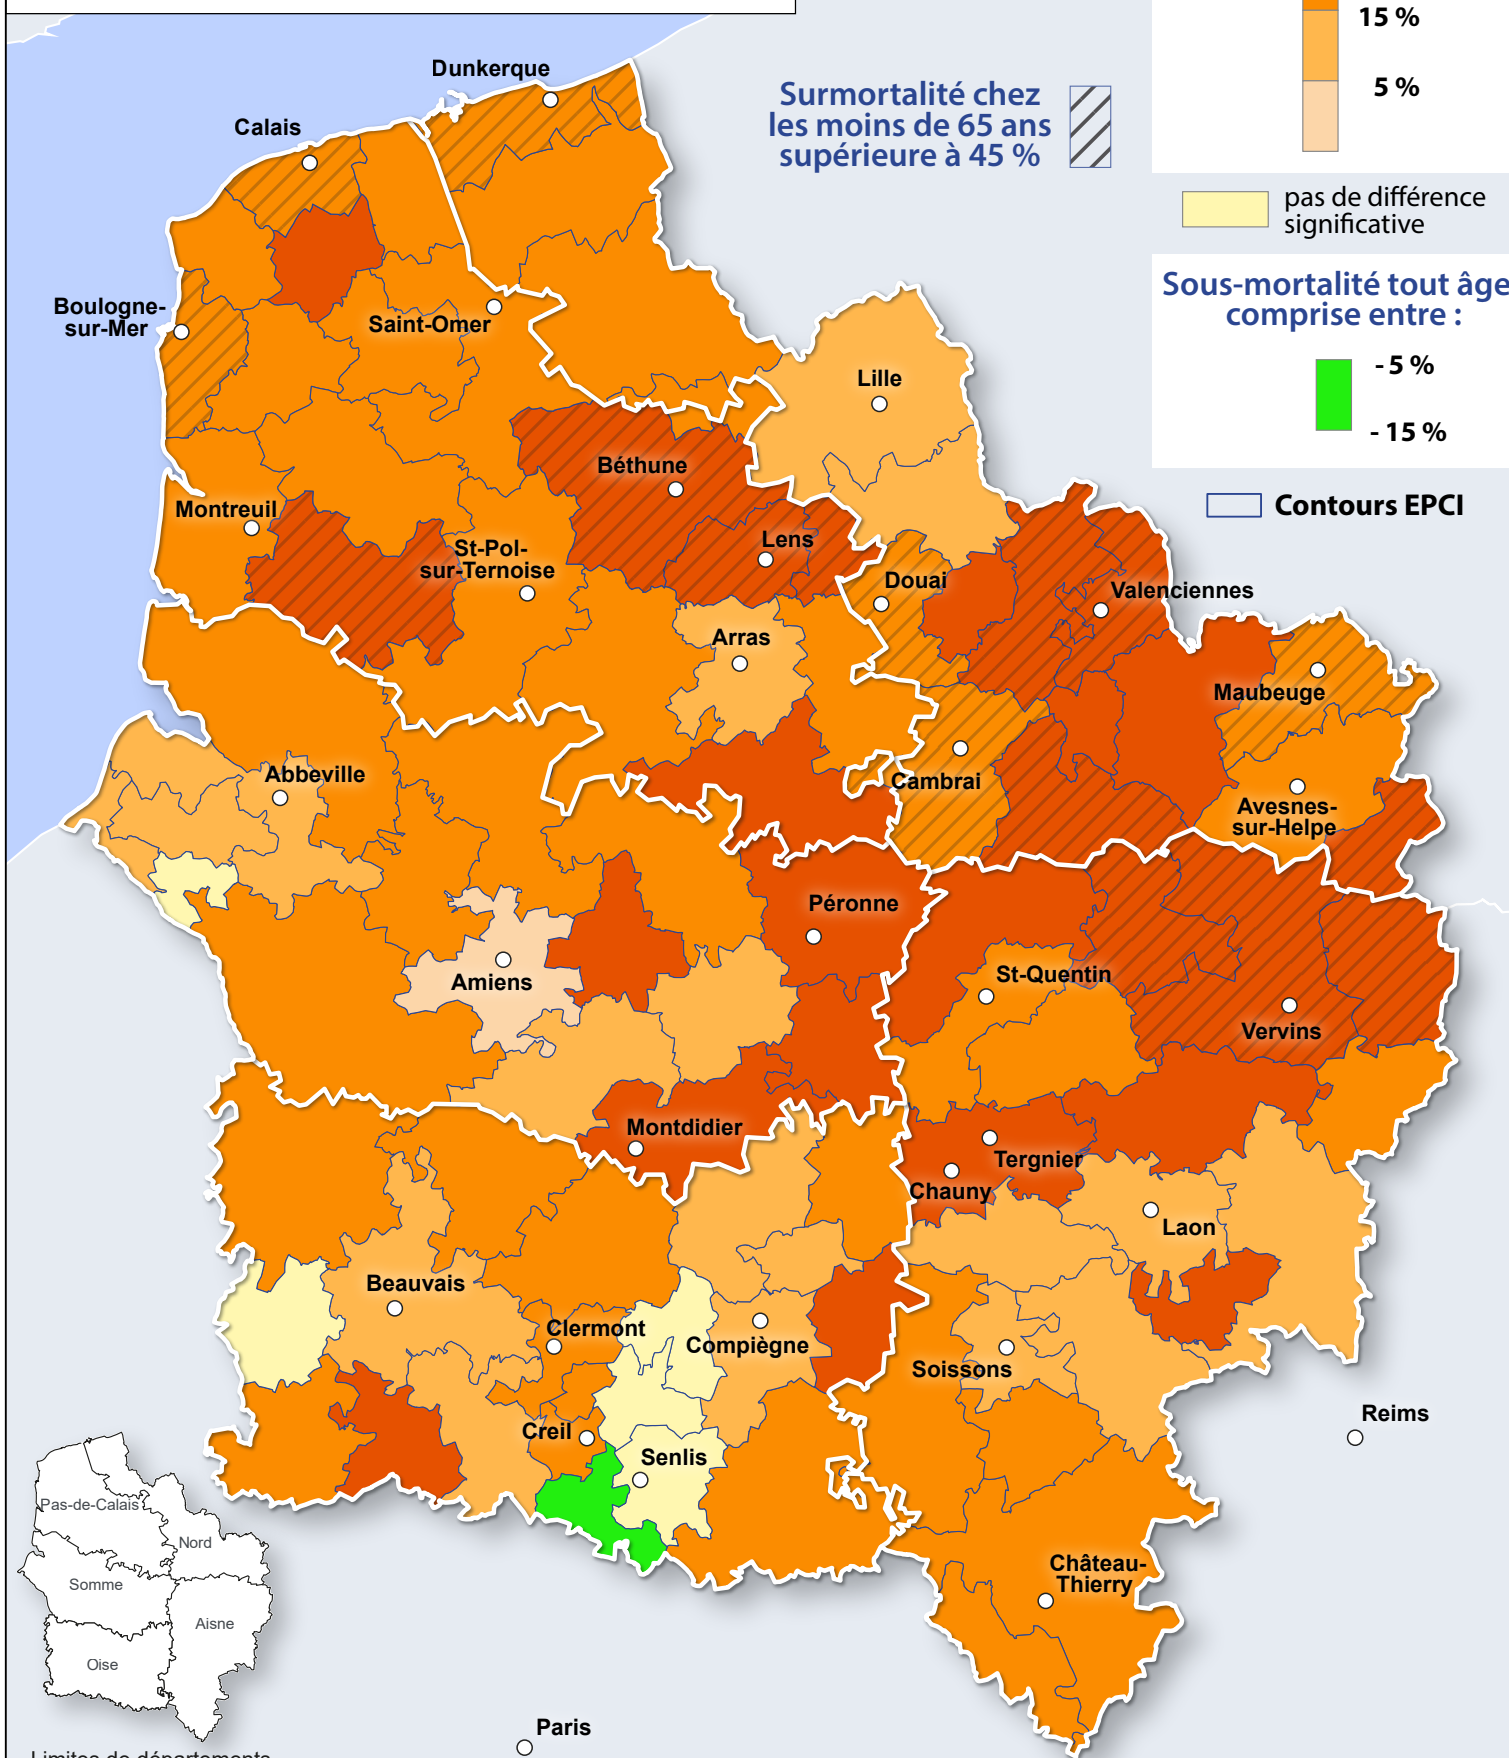 15 %
Dunkerque
5 %
Surmortalité chez
les moins de 65 ans
supérieure à 45 %
Calais
pas de différence
significative
Sous-mortalité tout âge
comprise entre :
Boulogne-
sur-Mer
Saint-Omer
- 5 %
Lille
- 15 %
Béthune
Contours EPCI
Montreuil
Lens
St-Pol-
sur-Ternoise
Douai
Valenciennes
Arras
Maubeuge
Abbeville
Cambrai
Avesnes-
sur-Helpe
Péronne
St-Quentin
Amiens
Vervins
Montdidier
Tergnier
Chauny
Laon
Beauvais
Clermont
Compiègne
Soissons
Reims
Creil
Senlis
Pas-de-Calais
Nord
Somme
Aisne
Oise
Château-
Thierry
Paris
Limites de départements